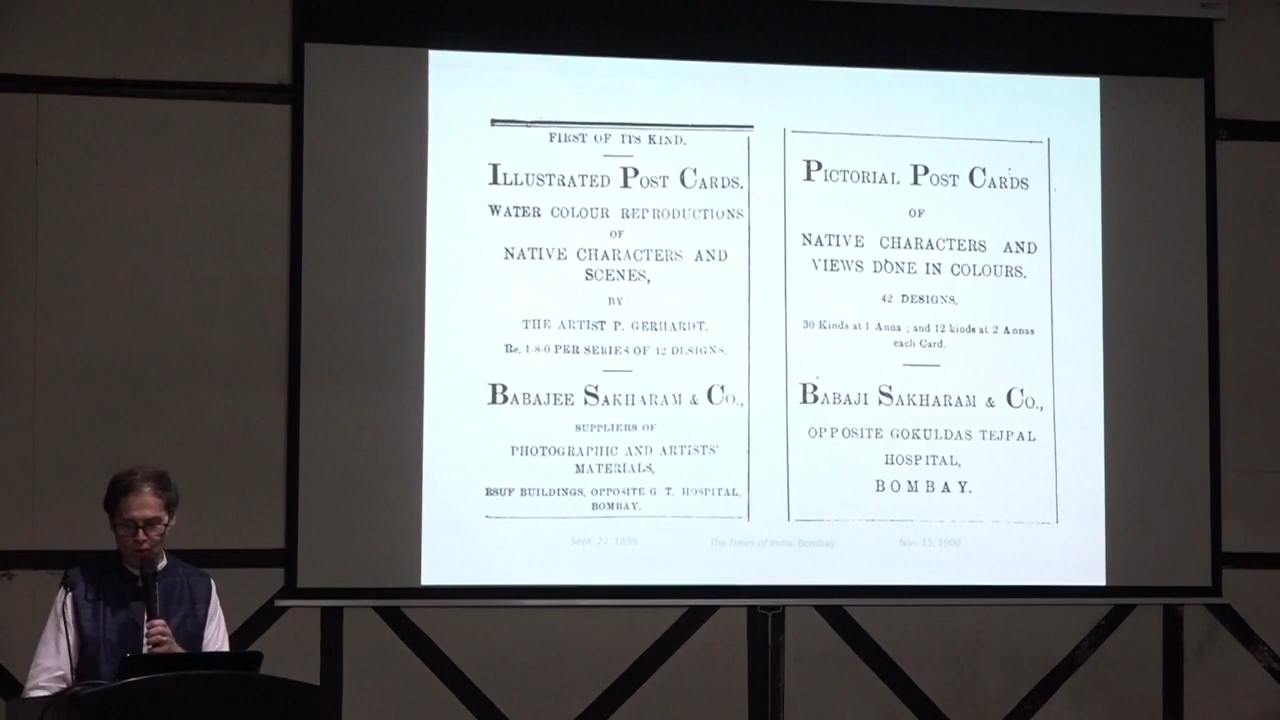 FIRST OF ITS KIND.
ILLUSTRATED POST CARDS.
WATER COLOUR REPRODUCTIONS
OF
NATIVE CHARACTERS AND
SCENES,
BY
THE ARTIST P. GERHARDT.
Re. 1-8-0 PER SERIES OF 12 DESIGNS.
BABAJEE SAKHARAM & CO.,
SUPPLIERS OF
PHOTOGRAPHIC AND ARTISTS'
MATERIALS,
ESUF BUILDINGS, OPPOSITE G. T. HOSPITAL,
BOMBAY.
PICTORIAL POST CARDS
OF
NATIVE CHARACTERS AND
VIEWS DONE IN COLOURS.
42 DESIGNS.
30 Kinds at 1 Anna, and 12 kinds at 2 Annas
each Card.
BABAJI SAKHARAM & CO.,
OPPOSITE GOKULDAS TEJPAL
HOSPITAL,
BOMBAY.
Sept. 22, 1899
The Times of India, Bombay
Nov. 15, 1900